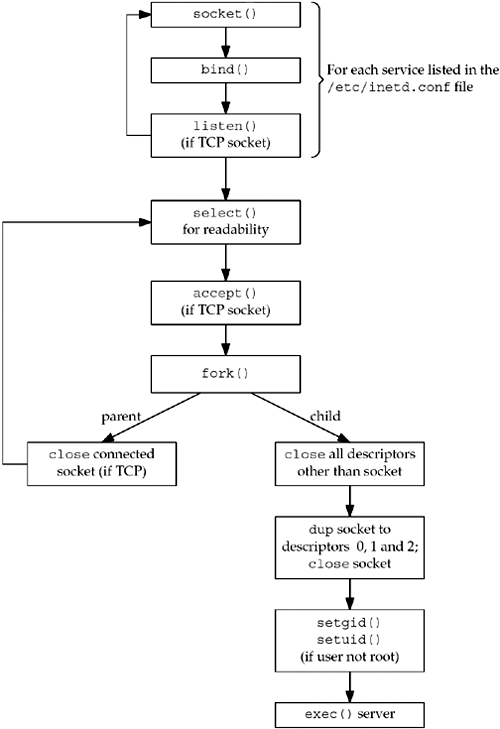 socket()
bind()
For each service listed in the
/etc/inetd.conf file
listen()
(if TCP socket)
select()
for readability
accept()
(if TCP socket)
fork()
parent
child
close connected
socket (if TCP)
close all descriptors
other than socket
dup socket to
descriptors 0, 1 and 2;
close socket
setgid()
setuid()
(if user not root)
exec() server